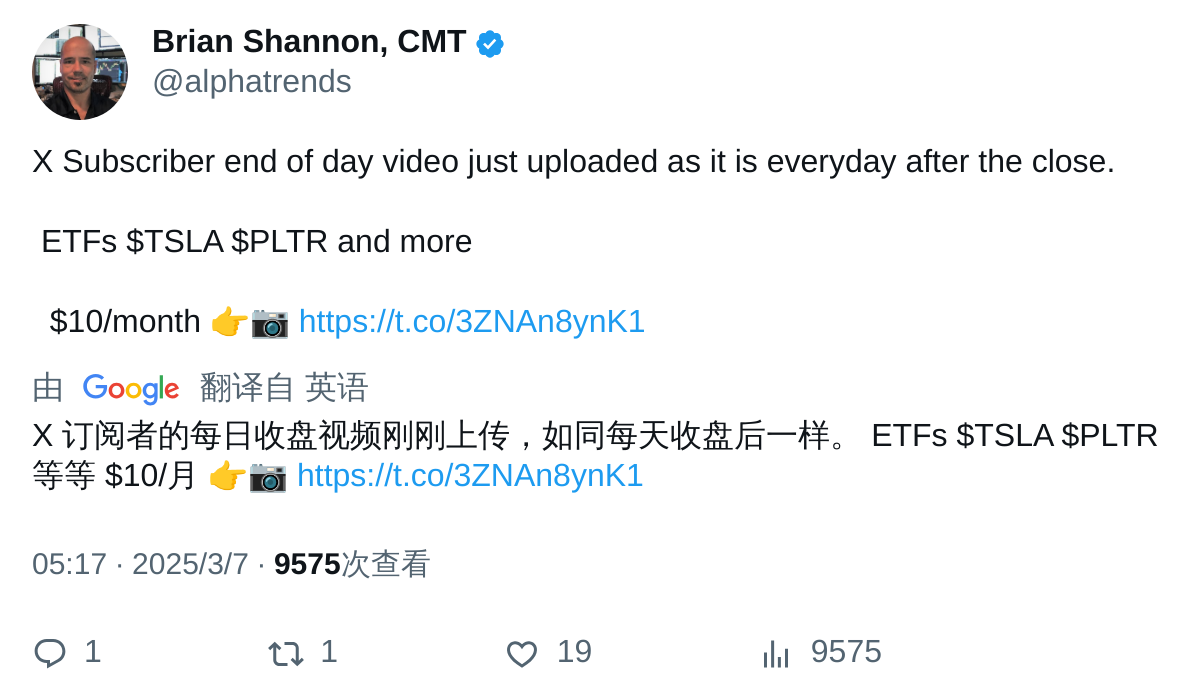 Brian Shannon, CMT
@alphatrends
X Subscriber end of day video just uploaded as it is everyday after the close.
ETFs $TSLA $PLTR and more
$10/month 👉📷 https://t.co/3ZNAn8ynK1
由 Google 翻译自 英语
X 订阅者的每日收盘视频刚刚上传，如同每天收盘后一样。 ETFs $TSLA $PLTR
等等 $10/月 👉📷 https://t.co/3ZNAn8ynK1
05:17 · 2025/3/7 · 9575次查看
1 1 19 9575